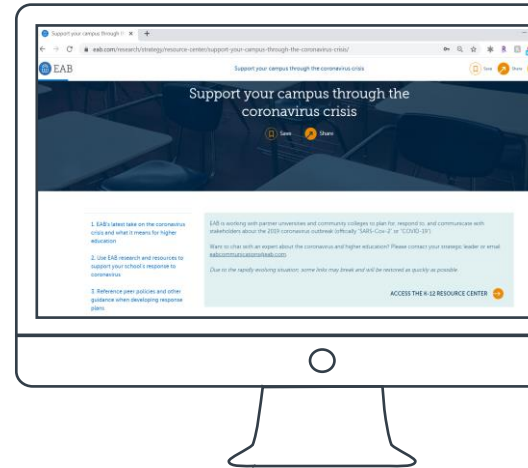 Support your campus through t
eab.com/research/strategy/resource-center/support-your-campus-through-the-coronavirus-crisis/
EAB
Support your campus through the coronavirus crisis
Save
Share
Support your campus through the
coronavirus crisis
Save
Share
1. EAB's latest take on the coronavirus
crisis and what it means for higher
education
2. Use EAB research and resources to
support your school's response to
coronavirus
3. Reference peer policies and other
guidance when developing response
plans
EAB is working with partner universities and community colleges to plan for, respond to, and communicate with
stakeholders about the 2019 coronavirus outbreak (officially "SARS-Cov-2" or "COVID-19").
Want to chat with an expert about the coronavirus and higher education? Please contact your strategic leader or email
eabcommunications@eab.com.
Due to the rapidly evolving situation, some links may break and will be restored as quickly as possible.
ACCESS THE K-12 RESOURCE CENTER